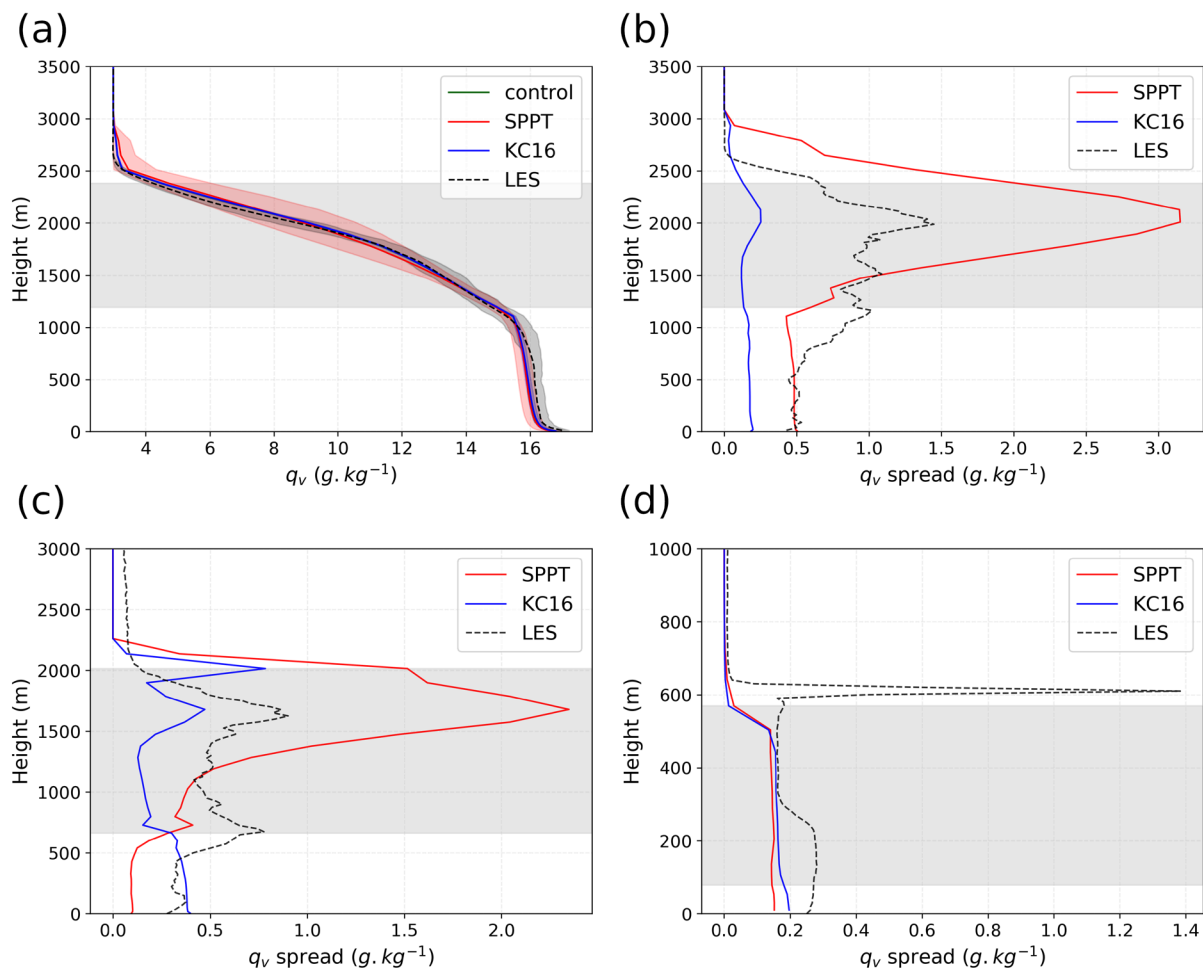 (a)
3500
3000
2500
2000
1500
1000
500
0
Height (m)
control
SPPT
KC16
LES
4 6 8 10 12 14 16
q_v (g.kg^{-1})
(b)
3500
3000
2500
2000
1500
1000
500
0
Height (m)
SPPT
KC16
LES
0.0 0.5 1.0 1.5 2.0 2.5 3.0
q_v spread (g.kg^{-1})
(c)
3000
2500
2000
1500
1000
500
0
Height (m)
SPPT
KC16
LES
0.0 0.5 1.0 1.5 2.0
q_v spread (g.kg^{-1})
(d)
1000
800
600
400
200
0
Height (m)
SPPT
KC16
LES
0.0 0.2 0.4 0.6 0.8 1.0 1.2 1.4
q_v spread (g.kg^{-1})